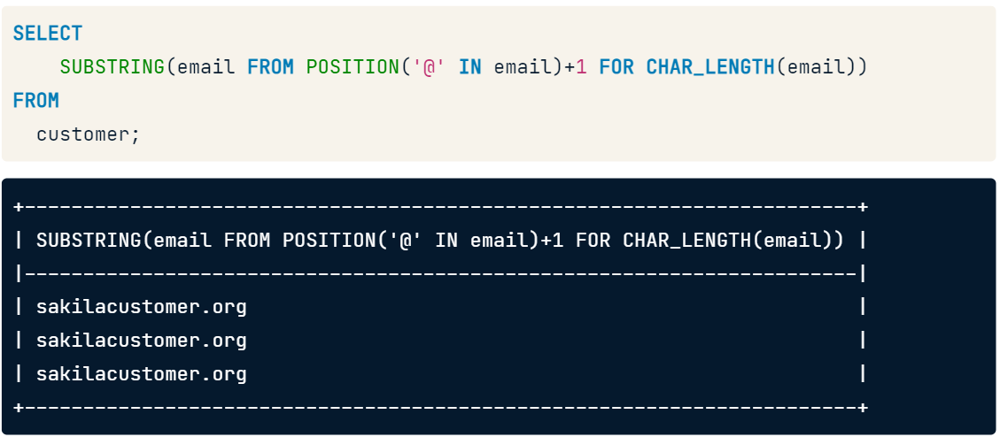 SELECT
    SUBSTRING(email FROM POSITION('@' IN email)+1 FOR CHAR_LENGTH(email))
FROM
  customer;
+-----------------------------------------------------------------------+
| SUBSTRING(email FROM POSITION('@' IN email)+1 FOR CHAR_LENGTH(email)) |
|-----------------------------------------------------------------------|
| sakilacustomer.org                                                    |
| sakilacustomer.org                                                    |
| sakilacustomer.org                                                    |
+-----------------------------------------------------------------------+